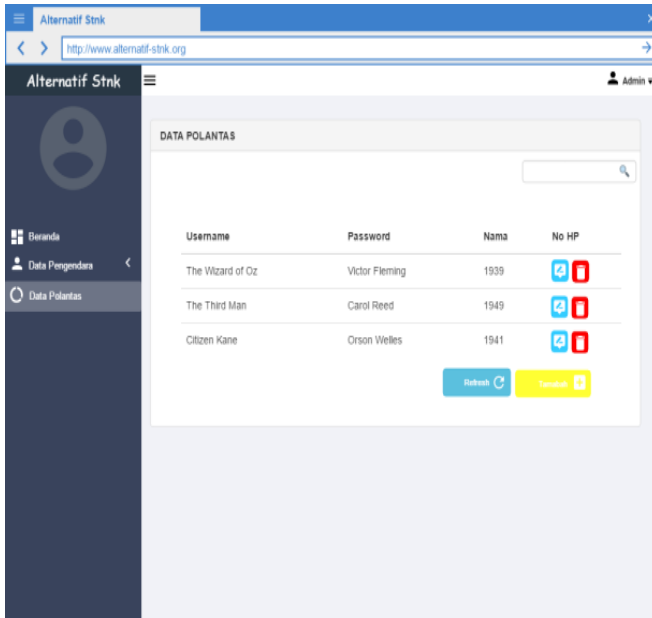 Alternatif Stnk
http://www.alternatif-stnk.org
Alternatif Stnk
Admin
DATA POLANTAS
Beranda
Data Pengendara
Data Polantas
Username Password Nama No HP
The Wizard of Oz Victor Fleming 1939
The Third Man Carol Reed 1949
Citizen Kane Orson Welles 1941
Refresh